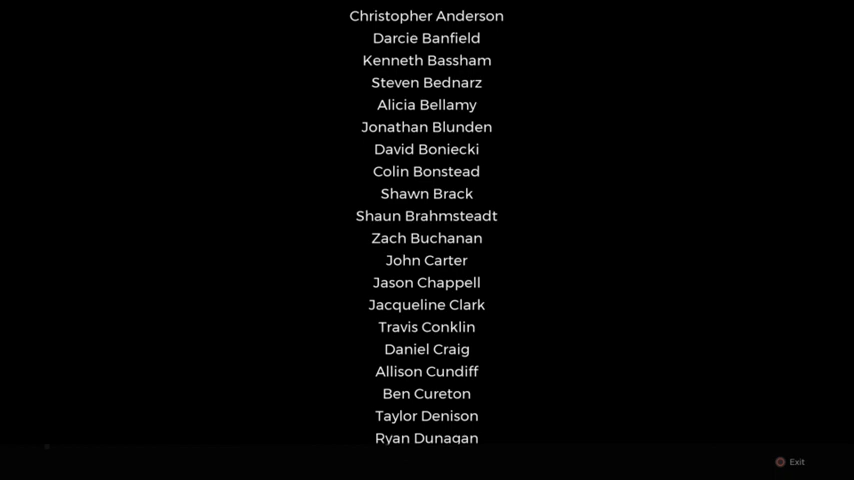 Christopher Anderson
Darcie Banfield
Kenneth Bassham
Steven Bednarz
Alicia Bellamy
Jonathan Blunden
David Boniecki
Colin Bonstead
Shawn Brack
Shaun Brahmsteadt
Zach Buchanan
John Carter
Jason Chappell
Jacqueline Clark
Travis Conklin
Daniel Craig
Allison Cundiff
Ben Cureton
Taylor Denison
Ryan Dunagan
Exit